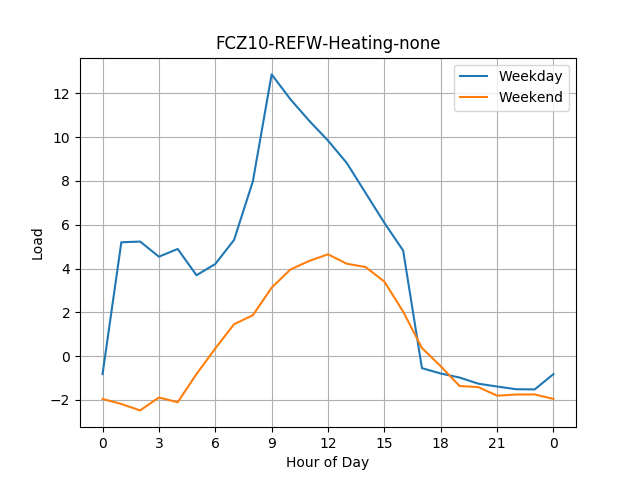 FCZ10-REFW-Heating-none
Weekday
Weekend
Load
12
10
8
6
4
2
0
−2
0 3 6 9 12 15 18 21 0
Hour of Day